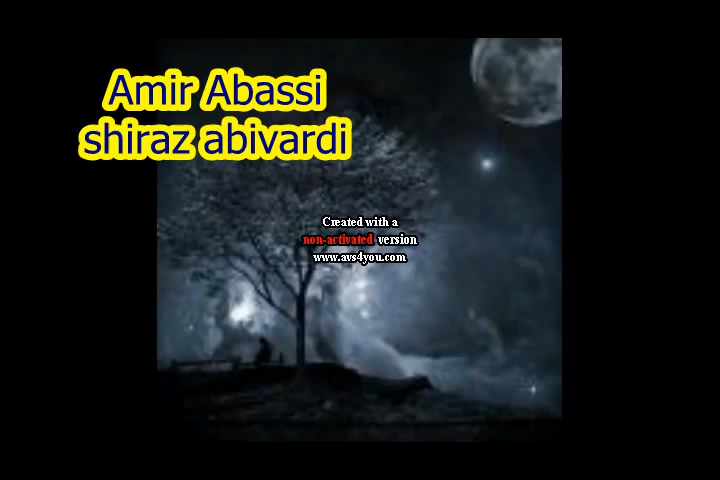 Amir Abassi
shiraz abivardi
Created with a
non-activated version
www.avs4you.com